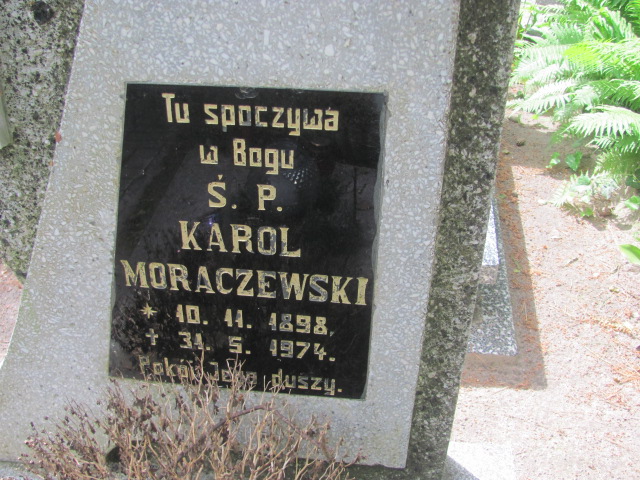 Tu spoczywa
w Bogu
Ś. P.
KAROL
MORACZEWSKI
* 10. 11. 1898.
+ 31. 5. 1974.
Pokój Jego duszy.